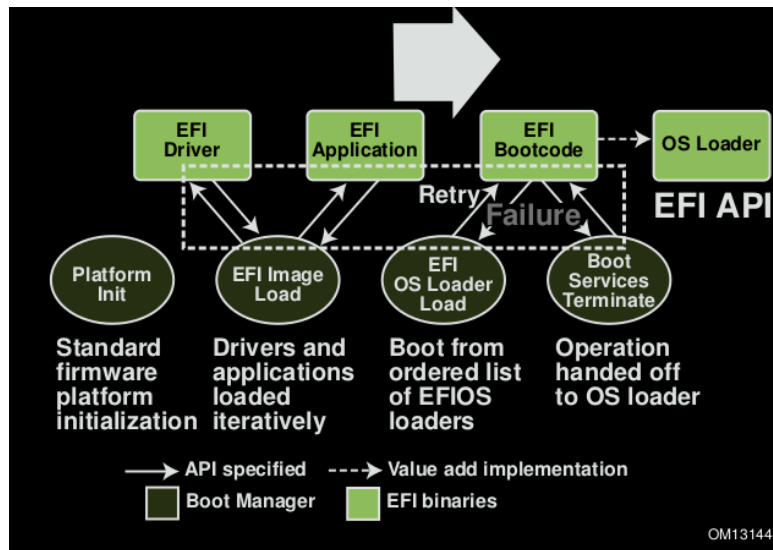 EFI
Driver
EFI
Application
EFI
Bootcode
OS Loader
Retry
Failure
EFI API
Platform
Init
EFI Image
Load
EFI
OS Loader
Load
Boot
Services
Terminate
Standard
firmware
platform
initialization
Drivers and
applications
loaded
iteratively
Boot from
ordered list
of EFIOS
loaders
Operation
handed off
to OS loader
API specified
Value add implementation
Boot Manager
EFI binaries
OM13144